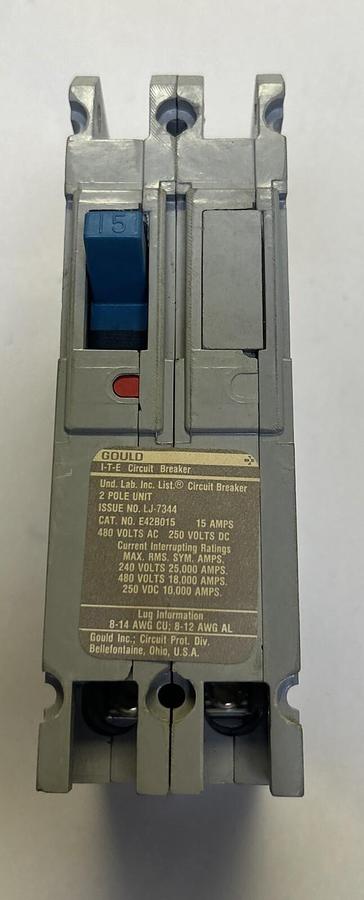 15
GOULD
I-T-E Circuit Breaker
Und. Lab. Inc. List.® Circuit Breaker
2 POLE UNIT
ISSUE NO. LJ-7344
CAT. NO. E42B015 15 AMPS
480 VOLTS AC 250 VOLTS DC
Current Interrupting Ratings
MAX. RMS. SYM. AMPS.
240 VOLTS 25,000 AMPS.
480 VOLTS 18,000 AMPS.
250 VDC 10,000 AMPS.
Lug Information
8-14 AWG CU; 8-12 AWG AL
Gould Inc.; Circuit Prot. Div.
Bellefontaine, Ohio, U.S.A.